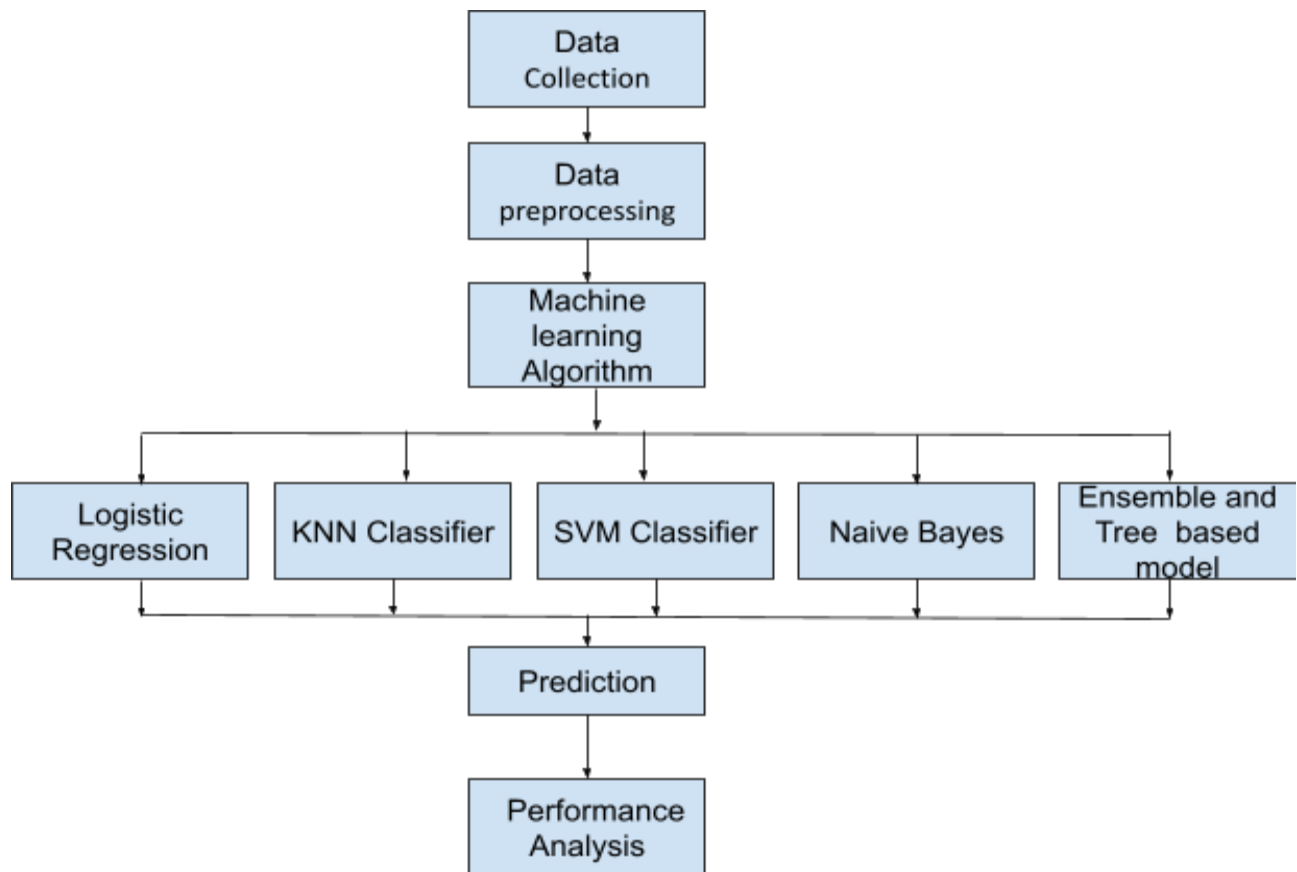 Data
Collection
Data
preprocessing
Machine
learning
Algorithm
Logistic
Regression
KNN Classifier
SVM Classifier
Naive Bayes
Ensemble and
Tree based
model
Prediction
Performance
Analysis